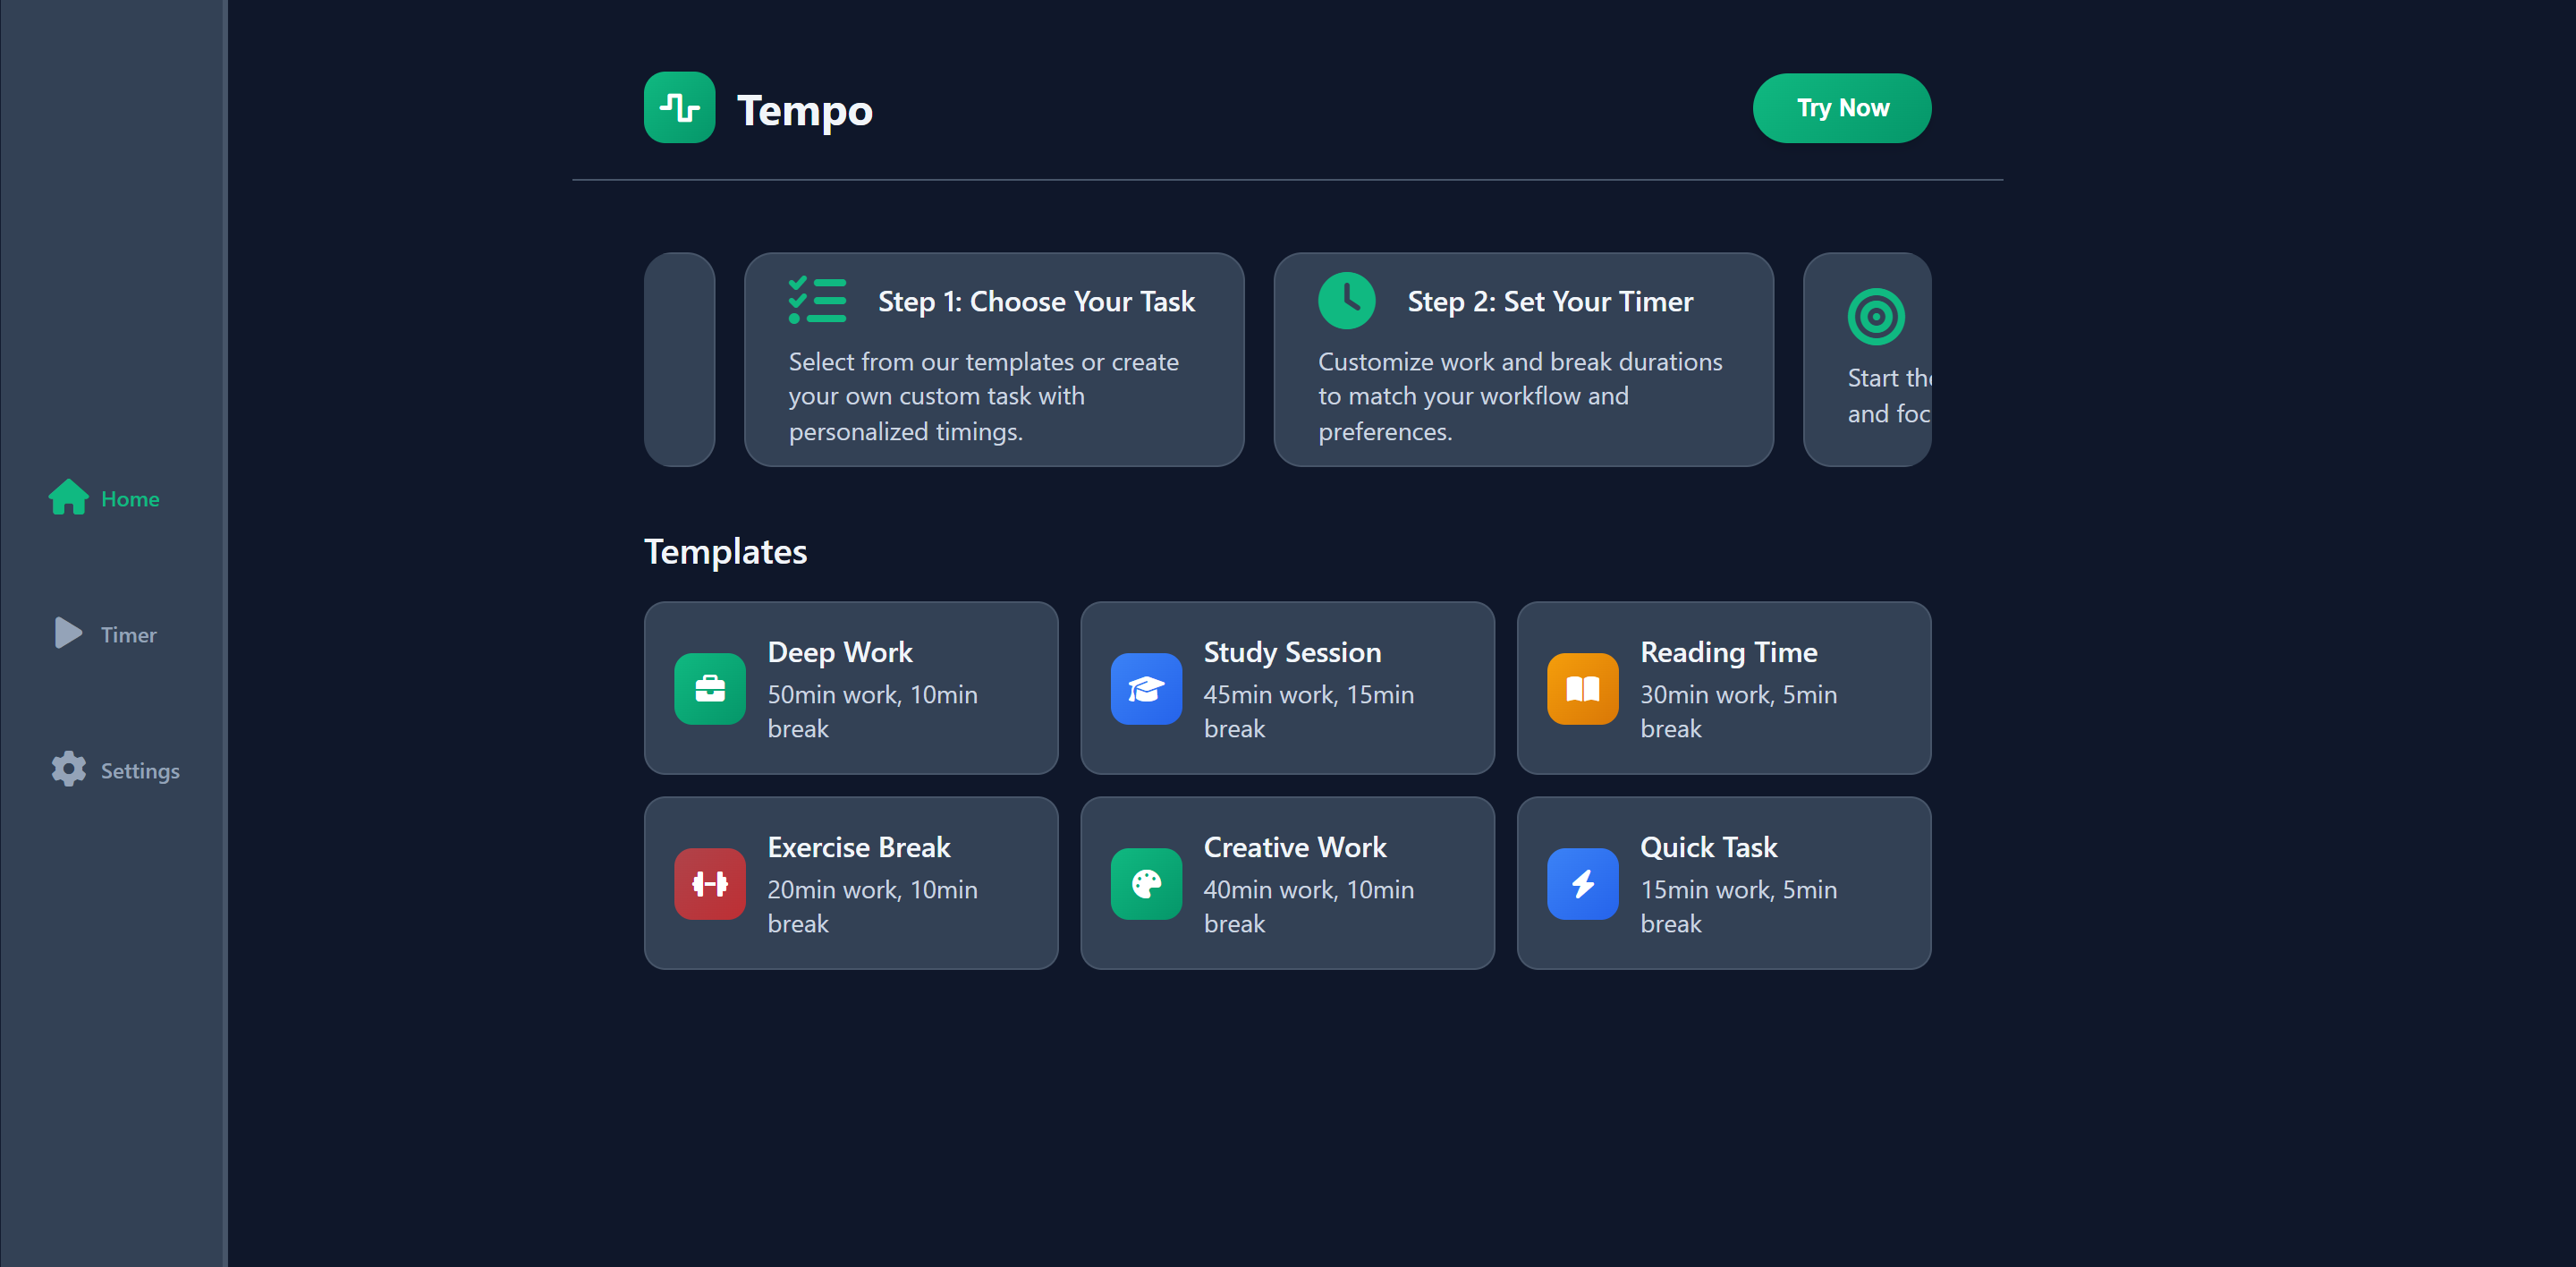 Tempo
Try Now
Home
Timer
Settings
Step 1: Choose Your Task
Select from our templates or create
your own custom task with
personalized timings.
Step 2: Set Your Timer
Customize work and break durations
to match your workflow and
preferences.
Start
and
Templates
Deep Work
50min work, 10min
break
Study Session
45min work, 15min
break
Reading Time
30min work, 5min
break
Exercise Break
20min work, 10min
break
Creative Work
40min work, 10min
break
Quick Task
15min work, 5min
break